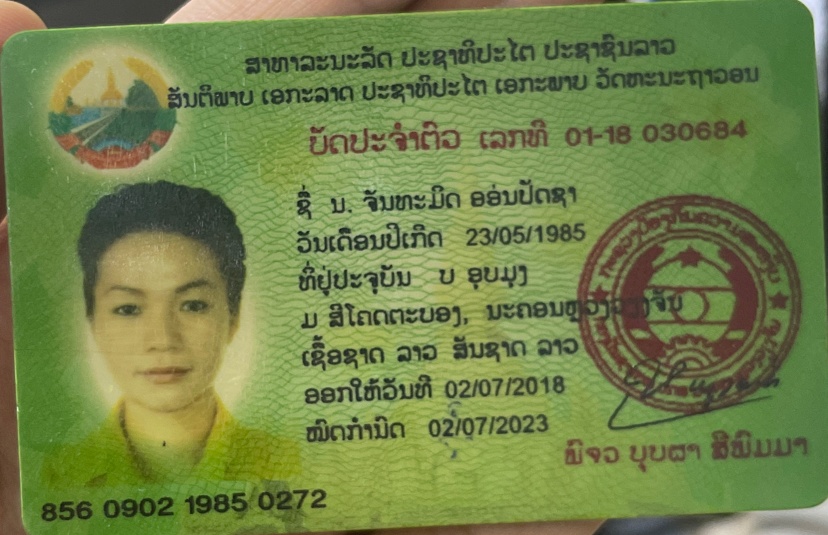 ສາທາລະນະລັດ ປະຊາທິປະໄຕ ປະຊາຊົນລາວ
ສັນຕິພາບ ເອກະລາດ ປະຊາທິປະໄຕ ເອກະພາບ ວັດທະນະຖາວອນ
ບັດປະຈຳຕົວ ເລກທີ 01-18 030684
ຊື່ ນ. ຈັນທະມິດ ອອ່ນປັດຊາ
ວັນເດືອນປີເກີດ 23/05/1985
ທີ່ຢູ່ປະຈຸບັນ ບ ອຸບມຸງ
ມ ສີໂຄດຕະບອງ, ນະຄອນຫຼວງວຽງຈັນ
ເຊື້ອຊາດ ລາວ ສັນຊາດ ລາວ
ອອກໃຫ້ວັນທີ 02/07/2018
ໝົດກຳນົດ 02/07/2023
ພົຈວ ບຸບຜາ ສີພິມມາ
856 0902 1985 0272